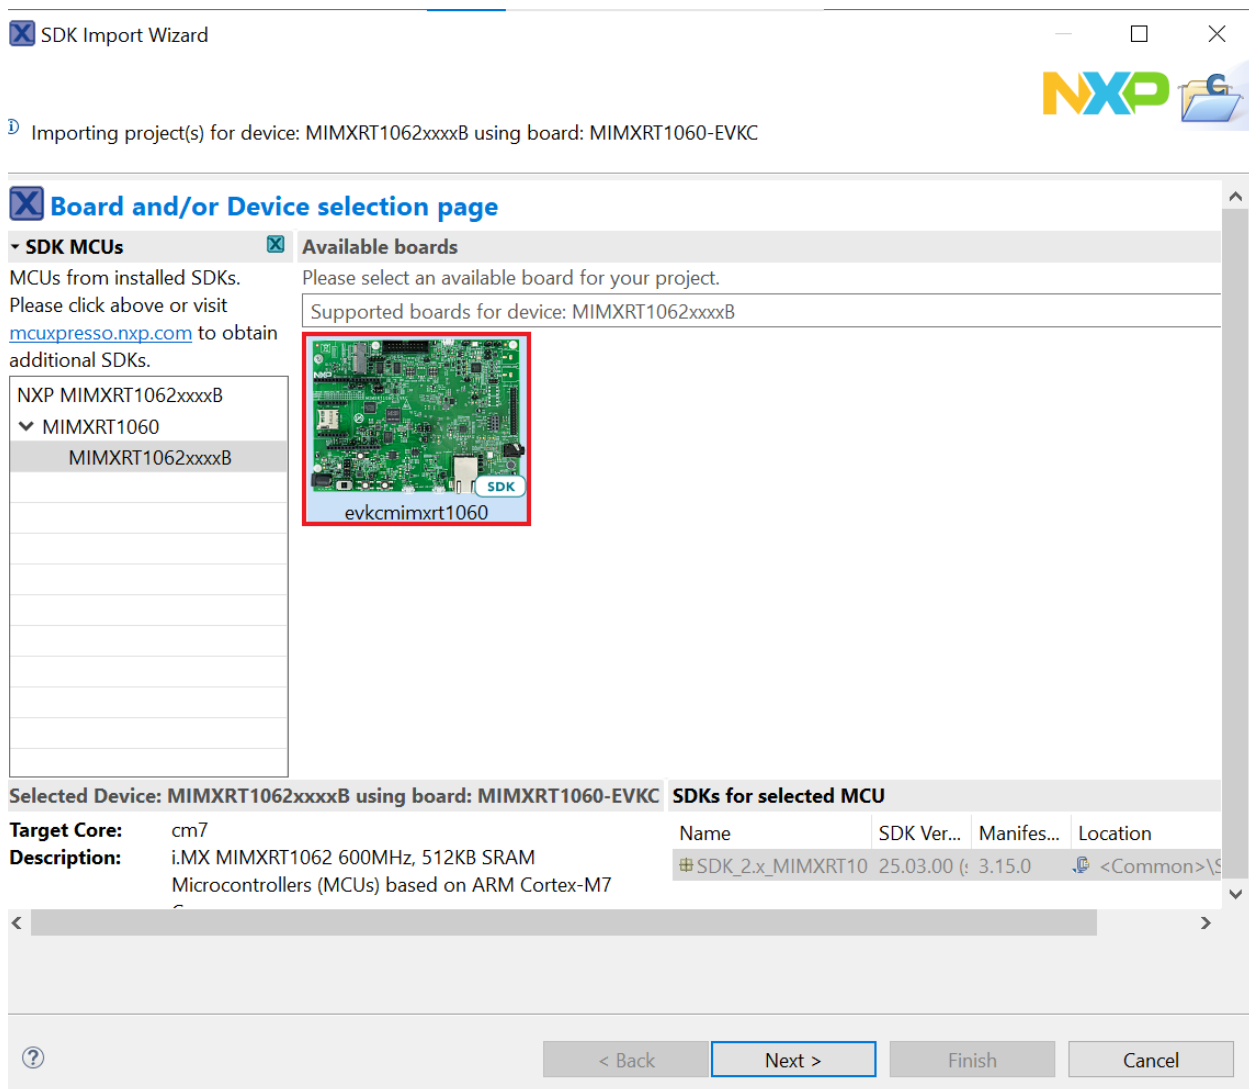 SDK Import Wizard
NXP
Importing project(s) for device: MIMXRT1062xxxxB using board: MIMXRT1060-EVKC
Board and/or Device selection page
SDK MCUs
MCUs from installed SDKs.
Please click above or visit
mcuxpresso.nxp.com to obtain
additional SDKs.
NXP MIMXRT1062xxxxB
MIMXRT1060
MIMXRT1062xxxxB
Available boards
Please select an available board for your project.
Supported boards for device: MIMXRT1062xxxxB
SDK
evkcmimxrt1060
Selected Device: MIMXRT1062xxxxB using board: MIMXRT1060-EVKC
Target Core: cm7
Description: i.MX MIMXRT1062 600MHz, 512KB SRAM
Microcontrollers (MCUs) based on ARM Cortex-M7
SDKs for selected MCU
Name SDK Ver... Manifes... Location
SDK_2.x_MIMXRT10 25.03.00 (s 3.15.0 <Common>\S
< Back Next > Finish Cancel